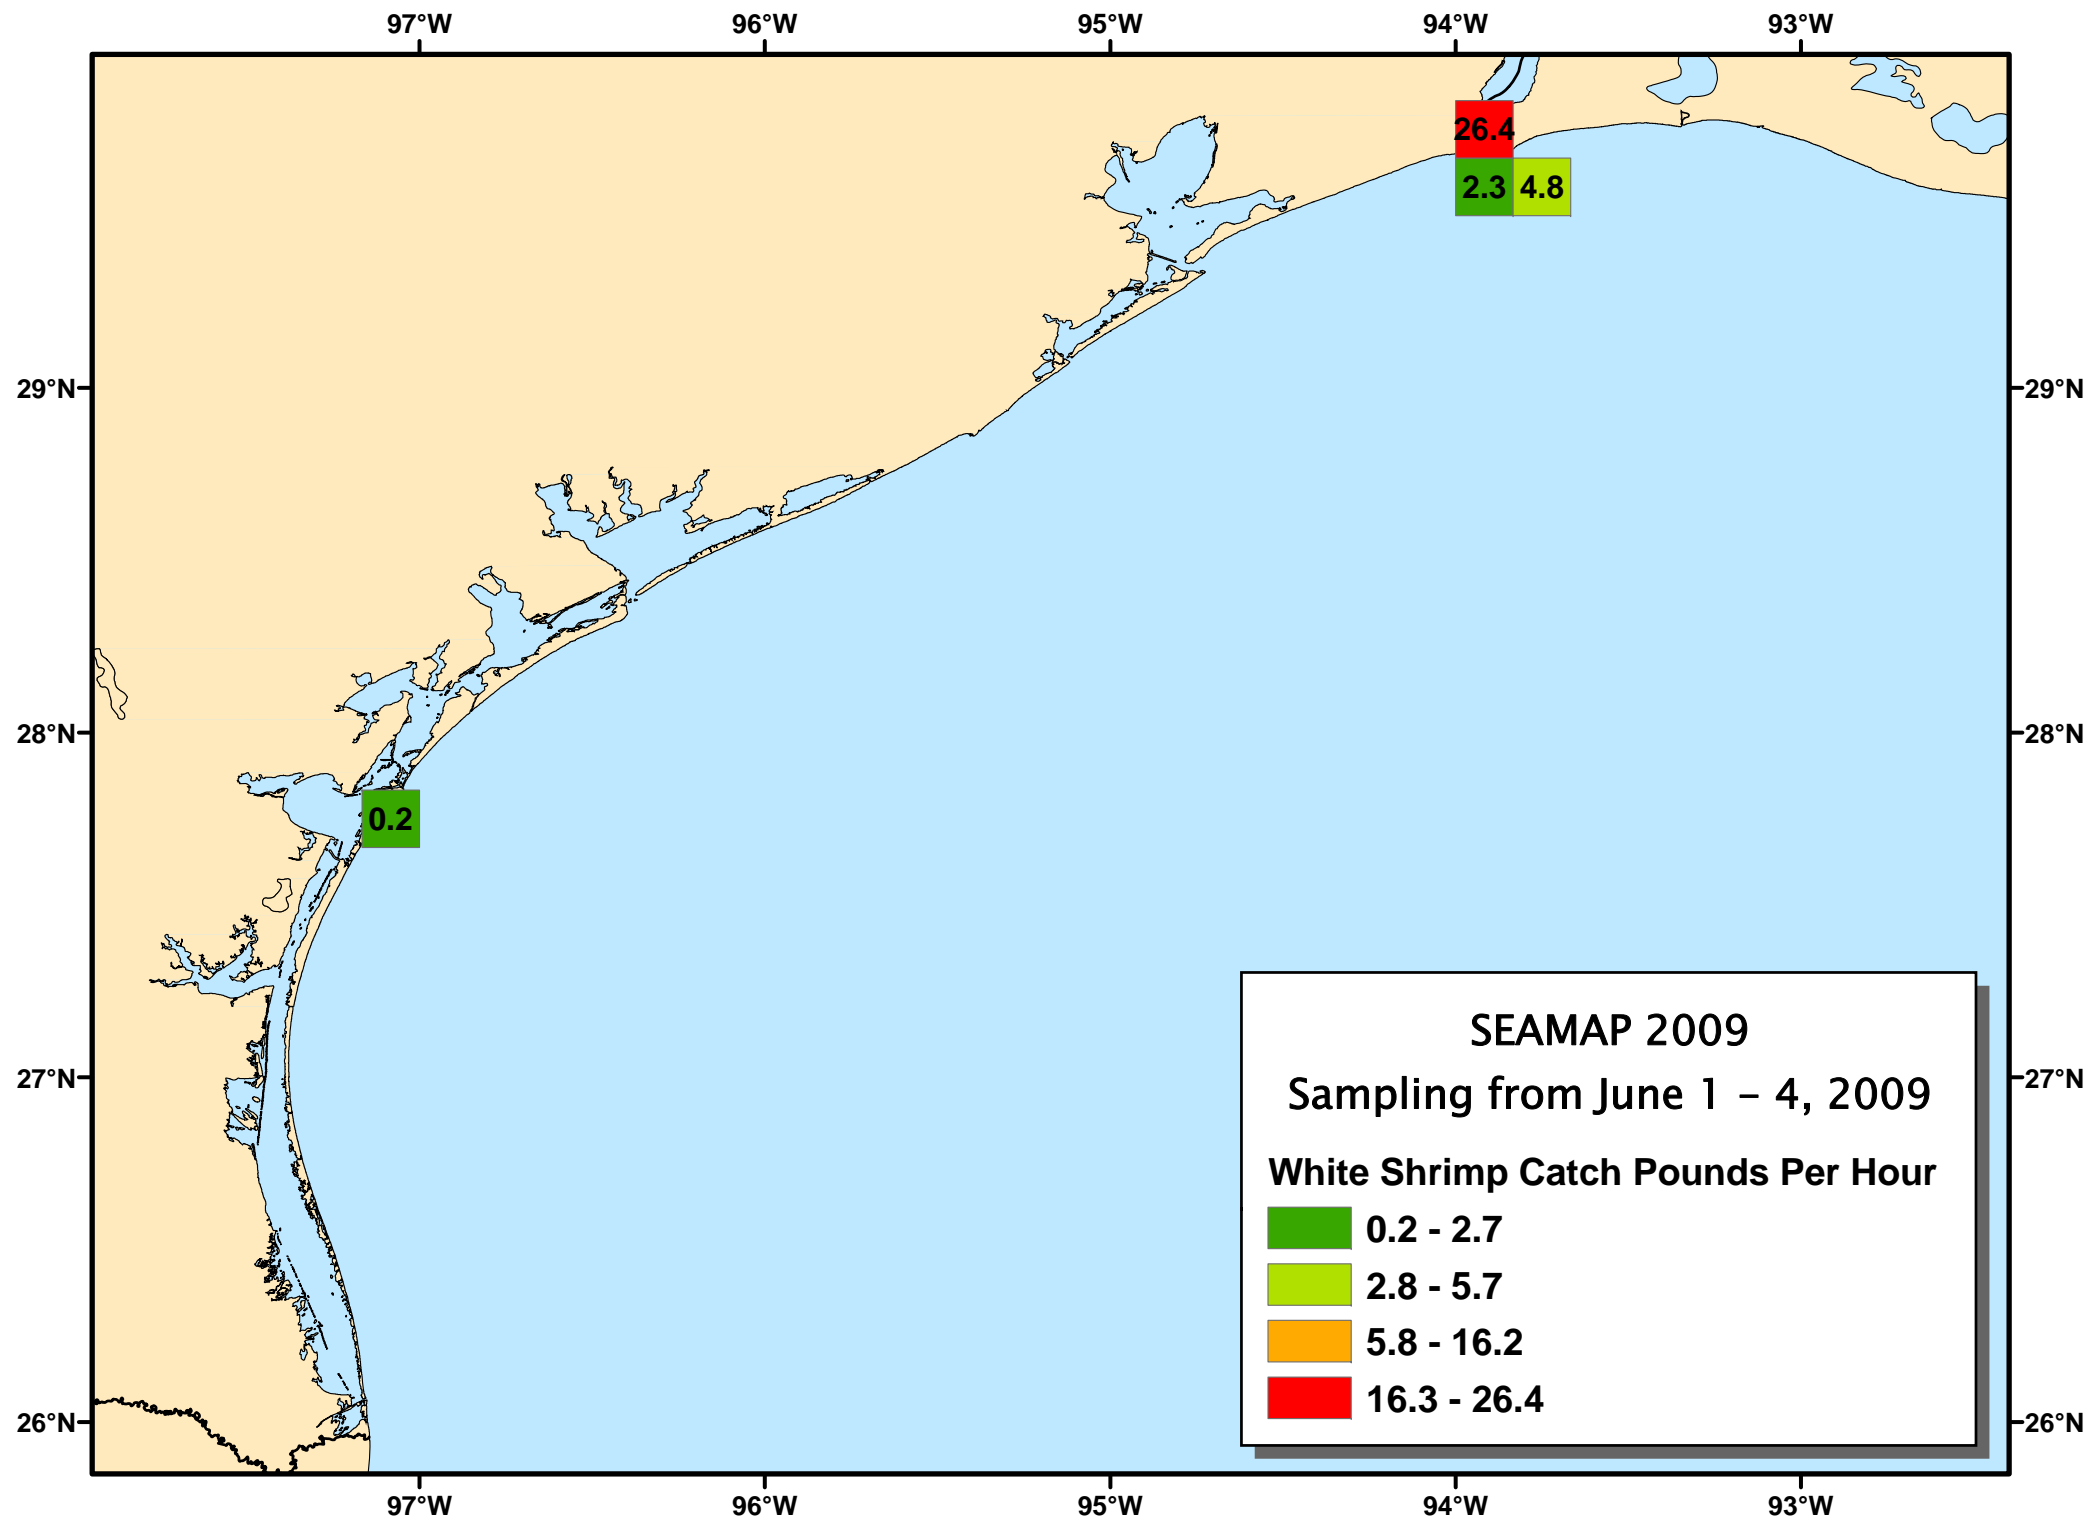 97°W 96°W 95°W 94°W 93°W
26.4
2.3 4.8
29°N 29°N
28°N 28°N
0.2
SEAMAP 2009
27°N 27°N
Sampling from June 1 - 4, 2009
White Shrimp Catch Pounds Per Hour
0.2 - 2.7
2.8 - 5.7
5.8 - 16.2
16.3 - 26.4
26°N 26°N
97°W 96°W 95°W 94°W 93°W